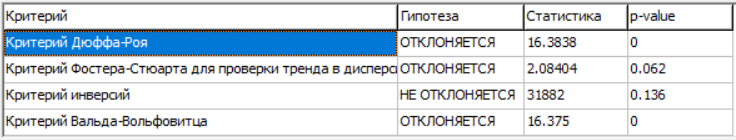 Критерий Гипотеза Статистика p-value
Критерий Дюффа-Роя ОТКЛОНЯЕТСЯ 16.3838 0
Критерий Фостера-Стюарта для проверки тренда в дисперс ОТКЛОНЯЕТСЯ 2.08404 0.062
Критерий инверсий НЕ ОТКЛОНЯЕТСЯ 31882 0.136
Критерий Вальда-Вольфовитца ОТКЛОНЯЕТСЯ 16.375 0